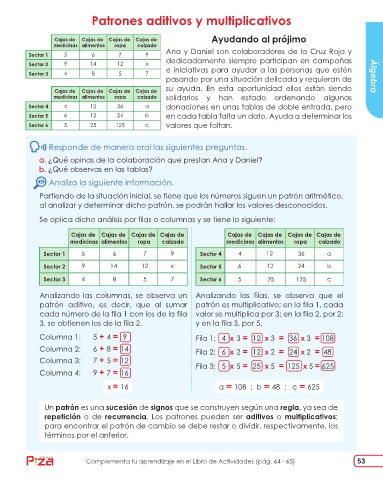 Patrones aditivos y multiplicativos
Cajas de medicinas Cajas de alimentos Cajas de ropa Cajas de calzado
Sector 1 5 6 7 9
Sector 2 9 14 12 x
Sector 3 4 8 5 7
Cajas de medicinas Cajas de alimentos Cajas de ropa Cajas de calzado
Sector 4 4 12 36 a
Sector 5 6 12 24 b
Sector 6 5 25 125 c
Ayudando al prójimo
Ana y Daniel son colaboradores de la Cruz Roja y
dedicadamente siempre participan en campañas
e iniciativas para ayudar a las personas que estén
pasando por una situación delicada y requieran de
su ayuda. En esta oportunidad ellos están siendo
solidarios y han estado ordenando algunas
donaciones en unas tablas de doble entrada, pero
en cada tabla falta un dato. Ayuda a determinar los
valores que faltan.
Álgebra
Responde de manera oral las siguientes preguntas.
a. ¿Qué opinas de la colaboración que prestan Ana y Daniel?
b. ¿Qué observas en las tablas?
Analiza la siguiente información.
Partiendo de la situación inicial, se tiene que los números siguen un patrón aritmético,
al analizar y determinar dicho patrón, se podrán hallar los valores desconocidos.
Se aplica dicho análisis por filas o columnas y se tiene lo siguiente:
Cajas de medicinas Cajas de alimentos Cajas de ropa Cajas de calzado
Sector 1 5 6 7 9
Sector 2 9 14 12 x
Sector 3 4 8 5 7
Cajas de medicinas Cajas de alimentos Cajas de ropa Cajas de calzado
Sector 4 4 12 36 a
Sector 5 6 12 24 b
Sector 6 5 25 125 c
Analizando las columnas, se observa un
patrón aditivo, es decir, que al sumar
cada número de la fila 1 con los de la fila
3, se obtienen los de la fila 2.
Columna 1: 5 + 4 = 9
Columna 2: 6 + 8 = 14
Columna 3: 7 + 5 = 12
Columna 4: 9 + 7 = 16
x = 16
Analizando las filas, se observa que el
patrón es multiplicativo; en la fila 1, cada
valor se multiplica por 3; en la fila 2, por 2;
y en la fila 3, por 5.
Fila 1: 4 x 3 = 12 x 3 = 36 x 3 = 108
Fila 2: 6 x 2 = 12 x 2 = 24 x 2 = 48
Fila 3: 5 x 5 = 25 x 5 = 125 x 5 = 625
a = 108 ; b = 48 ; c = 625
Un patrón es una sucesión de signos que se construyen según una regla, ya sea de
repetición o de recurrencia. Los patrones pueden ser aditivos o multiplicativos;
para encontrar el patrón de cambio se debe restar o dividir, respectivamente, los
términos por el anterior.
Complementa tu aprendizaje en el Libro de Actividades (pág. 64 - 65)
53